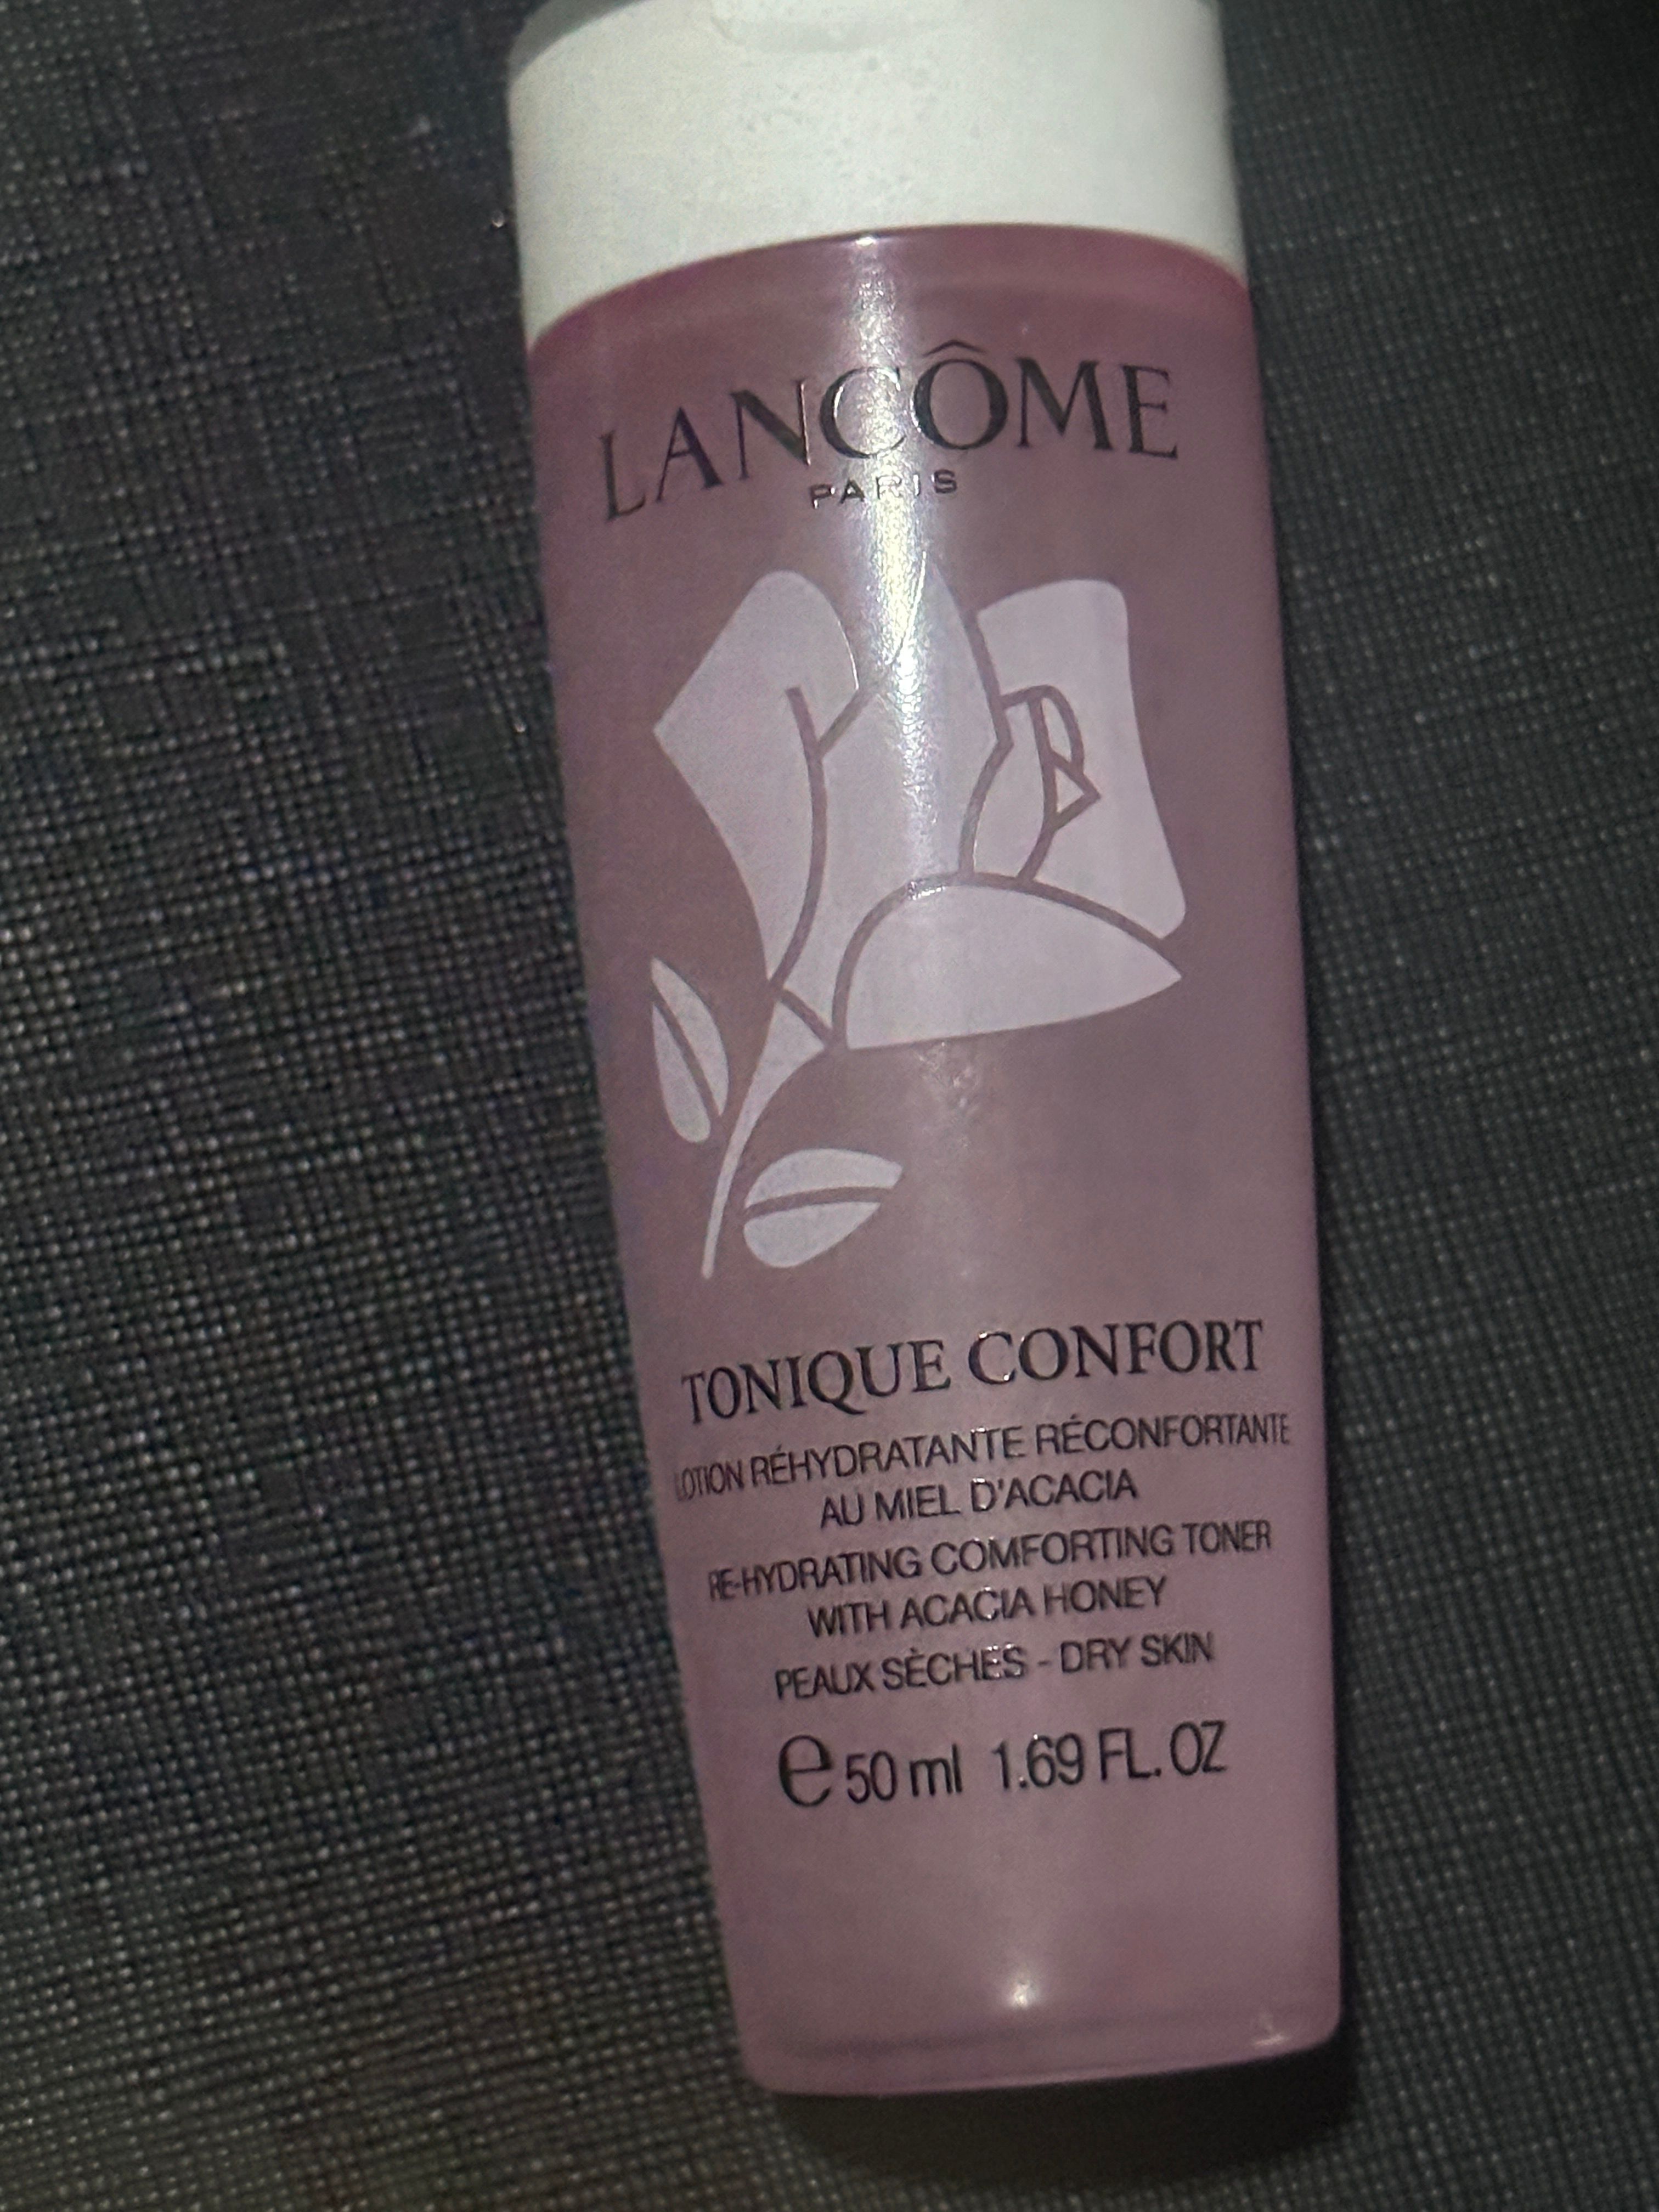 LANCÔME
PARIS
TONIQUE CONFORT
LOTION RÉHYDRATANTE RÉCONFORTANTE
AU MIEL D'ACACIA
RE-HYDRATING COMFORTING TONER
WITH ACACIA HONEY
PEAUX SÈCHES - DRY SKIN
e 50 ml 1.69 FL. OZ